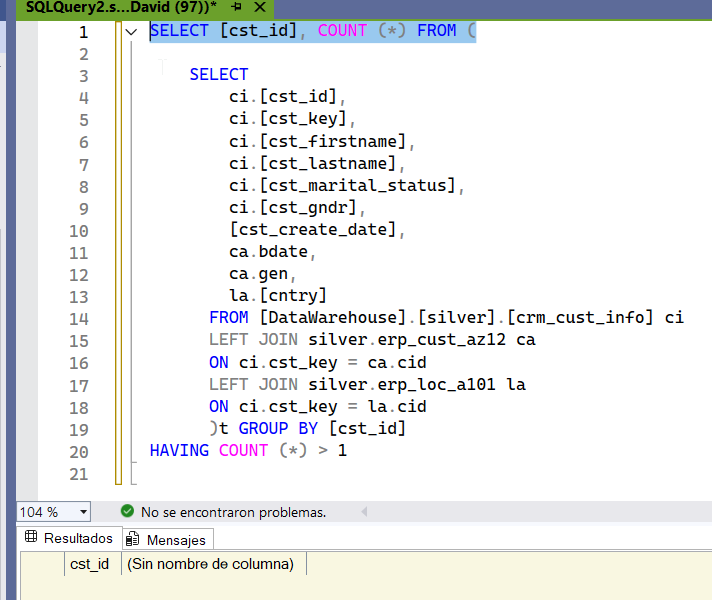 SQLQuery2.s...David (97))*
1 SELECT [cst_id], COUNT (*) FROM (
2
3 SELECT
4 ci.[cst_id],
5 ci.[cst_key],
6 ci.[cst_firstname],
7 ci.[cst_lastname],
8 ci.[cst_marital_status],
9 ci.[cst_gndr],
10 [cst_create_date],
11 ca.bdate,
12 ca.gen,
13 la.[cntry]
14 FROM [DataWarehouse].[silver].[crm_cust_info] ci
15 LEFT JOIN silver.erp_cust_az12 ca
16 ON ci.cst_key = ca.cid
17 LEFT JOIN silver.erp_loc_a101 la
18 ON ci.cst_key = la.cid
19 )t GROUP BY [cst_id]
20 HAVING COUNT (*) > 1
21
104 % No se encontraron problemas.
Resultados Mensajes
cst_id (Sin nombre de columna)